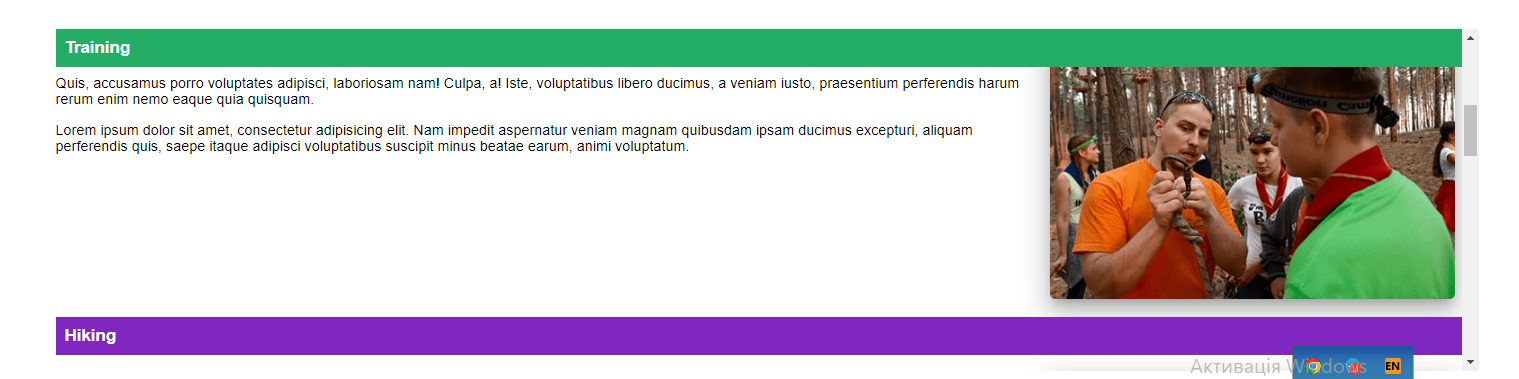 Training
Quis, accusamus porro voluptates adipisci, laboriosam nam! Culpa, a! Iste, voluptatibus libero ducimus, a veniam iusto, praesentium perferendis harum
rerum enim nemo eaque quia quisquam.
Lorem ipsum dolor sit amet, consectetur adipisicing elit. Nam impedit aspernatur veniam magnam quibusdam ipsam ducimus excepturi, aliquam
perferendis quis, saepe itaque adipisci voluptatibus suscipit minus beatae earum, animi voluptatum.
Hiking
Активація Windows
EN